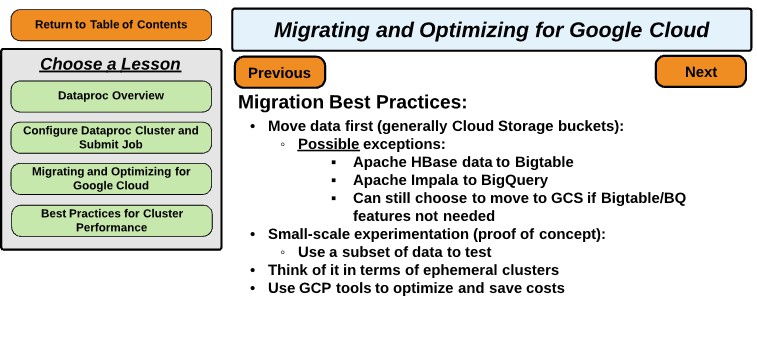 Return to Table of Contents
Choose a Lesson
Dataproc Overview
Configure Dataproc Cluster and
Submit Job
Migrating and Optimizing for
Google Cloud
Best Practices for Cluster
Performance
Migrating and Optimizing for Google Cloud
Previous
Next
Migration Best Practices:
• Move data first (generally Cloud Storage buckets):
◦ Possible exceptions:
▪ Apache HBase data to Bigtable
▪ Apache Impala to BigQuery
▪ Can still choose to move to GCS if Bigtable/BQ
features not needed
• Small-scale experimentation (proof of concept):
◦ Use a subset of data to test
• Think of it in terms of ephemeral clusters
• Use GCP tools to optimize and save costs